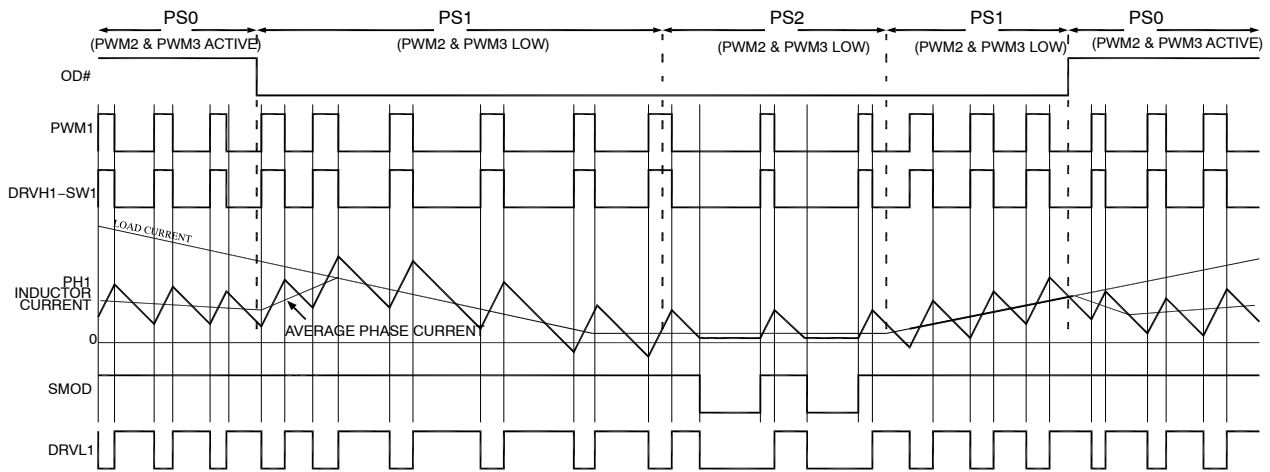 PS0 PS1 PS2 PS1 PS0
(PWM2 & PWM3 ACTIVE) (PWM2 & PWM3 LOW) (PWM2 & PWM3 LOW) (PWM2 & PWM3 LOW) (PWM2 & PWM3 ACTIVE)
OD#
PWM1
DRVH1–SW1
LOAD CURRENT
PH1
INDUCTOR
CURRENT
AVERAGE PHASE CURRENT
0
SMOD
DRVL1